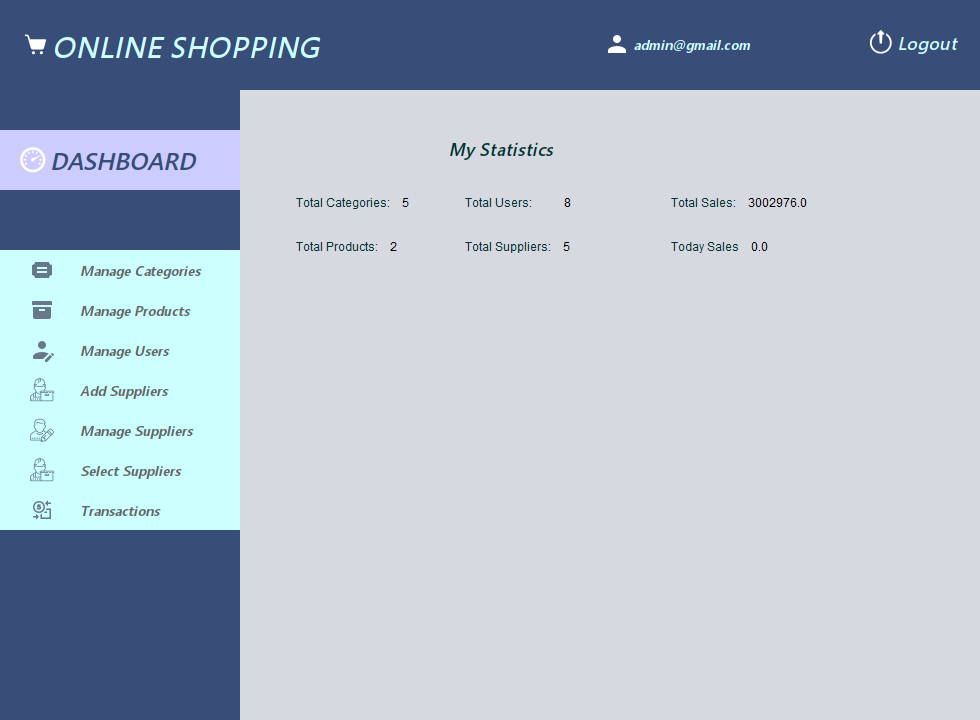 ONLINE SHOPPING
admin@gmail.com
Logout
DASHBOARD
My Statistics
Total Categories: 5
Total Users: 8
Total Sales: 3002976.0
Total Products: 2
Total Suppliers: 5
Today Sales 0.0
Manage Categories
Manage Products
Manage Users
Add Suppliers
Manage Suppliers
Select Suppliers
Transactions